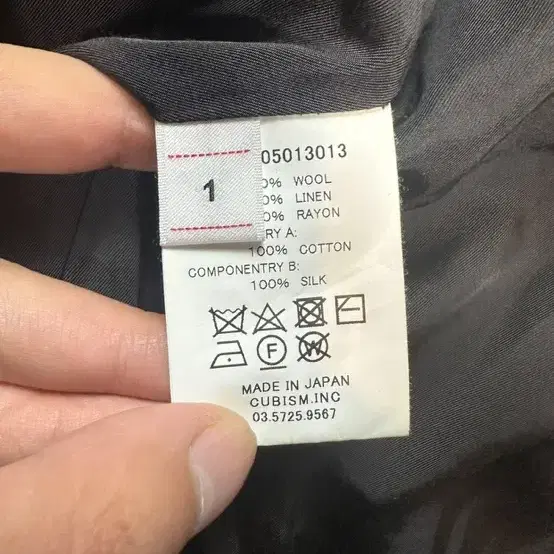 1
05013013
% WOOL
% LINEN
% RAYON
RY A:
100% COTTON
COMPONENTRY B:
100% SILK
F W
MADE IN JAPAN
CUBISM.INC
03.5725.9567